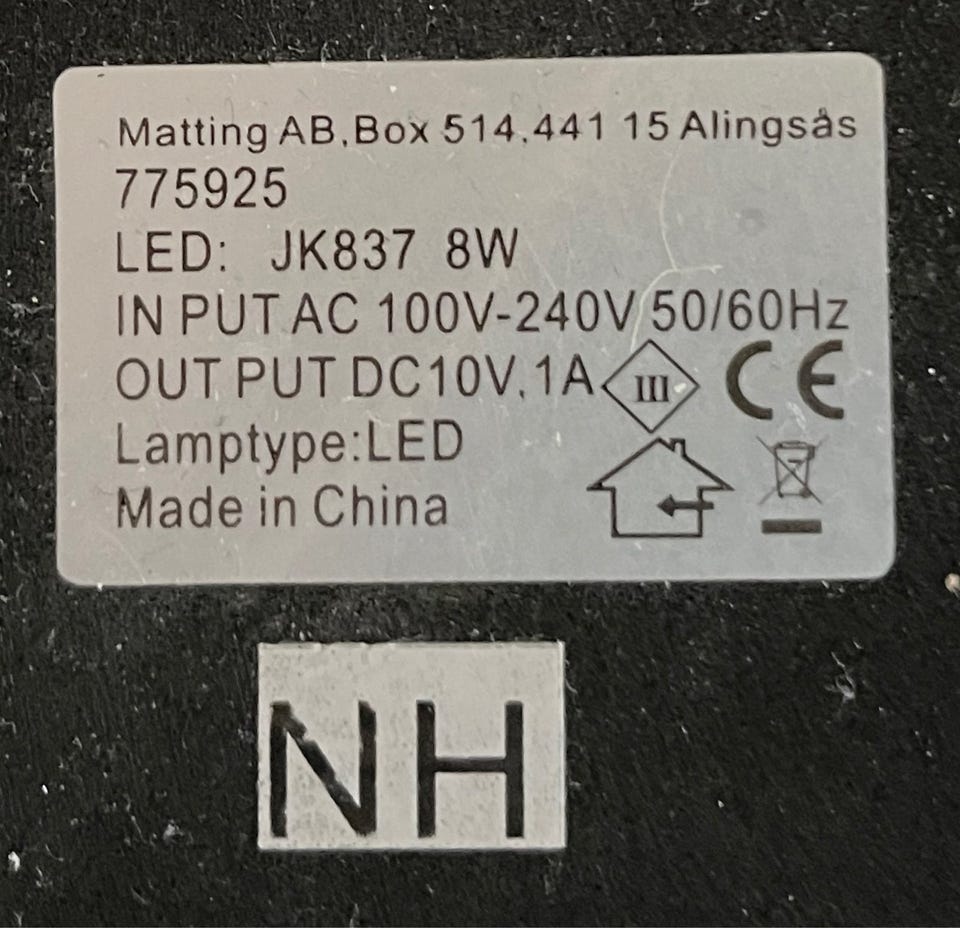 Matting AB,Box 514,441 15 Alingsås
775925
LED: JK837 8W
IN PUT AC 100V-240V 50/60Hz
OUT PUT DC10V,1A III CE
Lamptype:LED
Made in China
NH